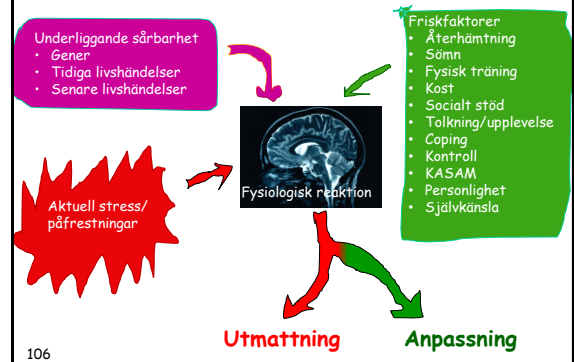 Underliggande sårbarhet
• Gener
• Tidiga livshändelser
• Senare livshändelser
Friskfaktorer
• Återhämtning
• Sömn
• Fysisk träning
• Kost
• Socialt stöd
• Tolkning/upplevelse
• Coping
• Kontroll
• KASAM
• Personlighet
• Självkänsla
Fysiologisk reaktion
Aktuell stress/
påfrestningar
Utmattning
Anpassning
106